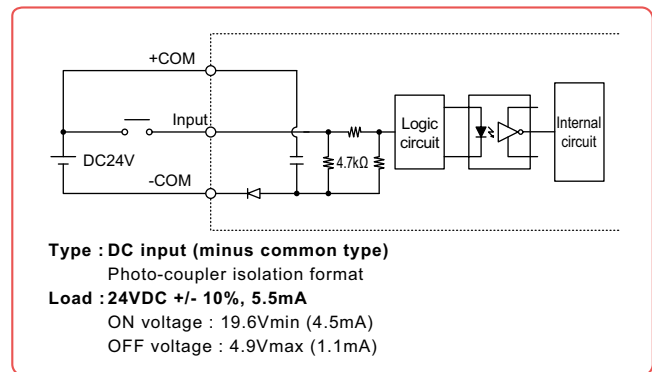 +COM
Input
DC24V
-COM
4.7kΩ
Logic
circuit
Internal
circuit
Type : DC input (minus common type)
Photo-coupler isolation format
Load : 24VDC +/- 10%, 5.5mA
ON voltage : 19.6Vmin (4.5mA)
OFF voltage : 4.9Vmax (1.1mA)